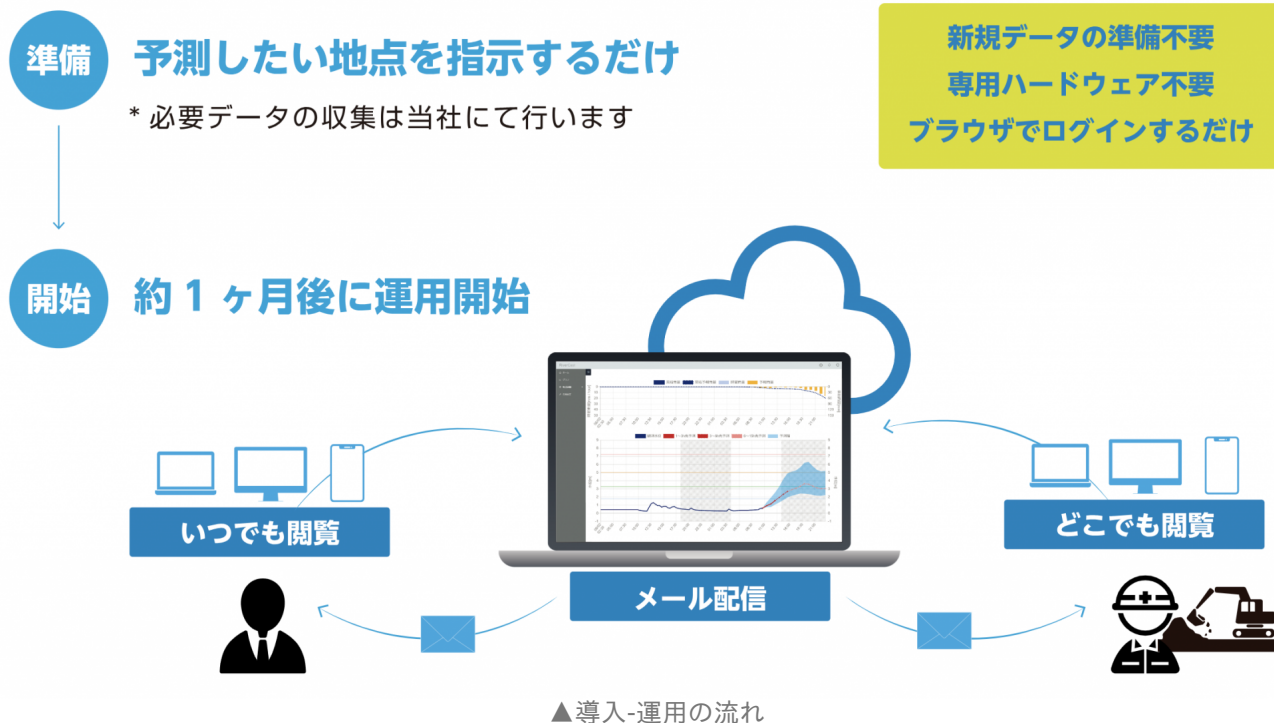 準備
予測したい地点を指示するだけ
* 必要データの収集は当社にて行います
新規データの準備不要
専用ハードウェア不要
ブラウザでログインするだけ
開始
約1ヶ月後に運用開始
いつでも閲覧
どこでも閲覧
メール配信
▲導入-運用の流れ